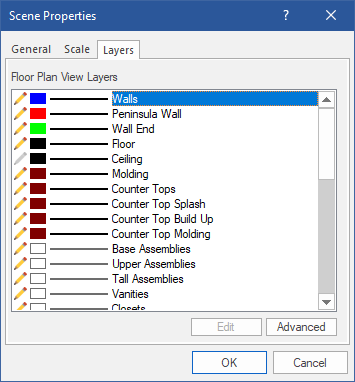 Scene Properties
?
General Scale Layers
Floor Plan View Layers
Walls
Peninsula Wall
Wall End
Floor
Ceiling
Molding
Counter Tops
Counter Top Splash
Counter Top Build Up
Counter Top Molding
Base Assemblies
Upper Assemblies
Tall Assemblies
Vanities
Closets
Edit Advanced
OK Cancel